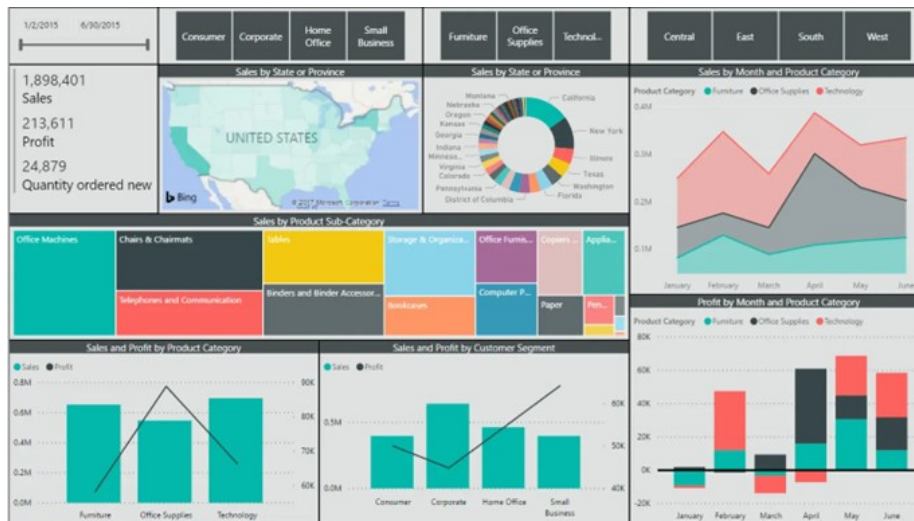 1/2/2015 6/30/2015
Consumer
Corporate
Home
Office
Small
Business
Furniture
Office
Supplies
Technol...
Central
East
South
West
1,898,401
Sales
213,611
Profit
24,879
Quantity ordered new
Sales by State or Province
UNITED STATES
Bing
© 2017 Microsoft Corporation Terms
Sales by State or Province
Montana
Nebraska
Oregon
Kansas
Georgia
Indiana
Minneso...
Virginia
Colorado
Pennsylvania
District of Columbia
California
New York
Illinois
Texas
Washington
Florida
Sales by Month and Product Category
Product Category Furniture Office Supplies Technology
0.4M
0.3M
0.2M
0.1M
January February March April May June
Sales by Product Sub-Category
Office Machines
Chairs & Chairmats
Telephones and Communication
Tables
Binders and Binder Accessor...
Storage & Organiza...
Bookcases
Office Furnis...
Computer P...
Copiers ...
Paper
Applia...
Pen...
Sales and Profit by Product Category
Sales Profit
0.8M
0.6M
0.4M
0.2M
0.0M
90K
80K
70K
60K
Furniture Office Supplies Technology
Sales and Profit by Customer Segment
Sales Profit
0.5M
0.0M
60K
50K
40K
Consumer Corporate Home Office Small
Business
Profit by Month and Product Category
Product Category Furniture Office Supplies Technology
80K
60K
40K
20K
0K
-20K
January February March April May June